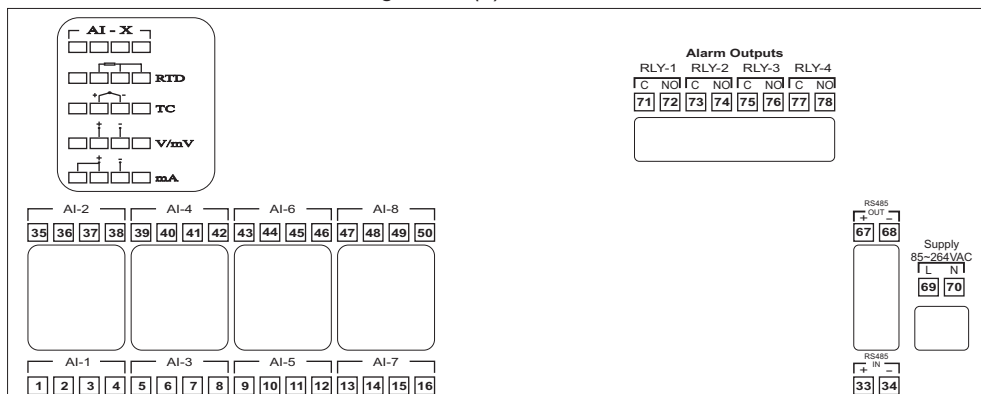 AI - X
RTD
+ -
TC
+ -
V/mV
+ -
mA
Alarm Outputs
RLY-1 RLY-2 RLY-3 RLY-4
C NO C NO C NO C NO
71 72 73 74 75 76 77 78
AI-2 AI-4 AI-6 AI-8
35 36 37 38 39 40 41 42 43 44 45 46 47 48 49 50
RS485
OUT
+ -
67 68
Supply
85~264VAC
L N
69 70
AI-1 AI-3 AI-5 AI-7
1 2 3 4 5 6 7 8 9 10 11 12 13 14 15 16
RS485
IN
+ -
33 34